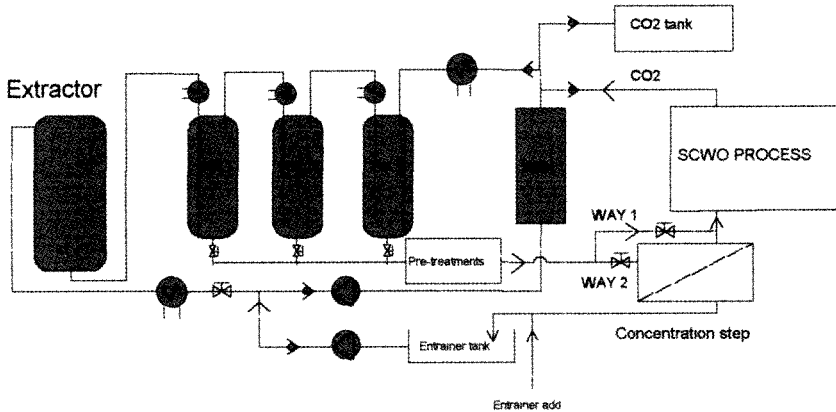 CO2 tank
CO2
Extractor
SCWO PROCESS
WAY 1
Pre-treatments
WAY 2
Concentration step
Entrainer tank
Entrainer add